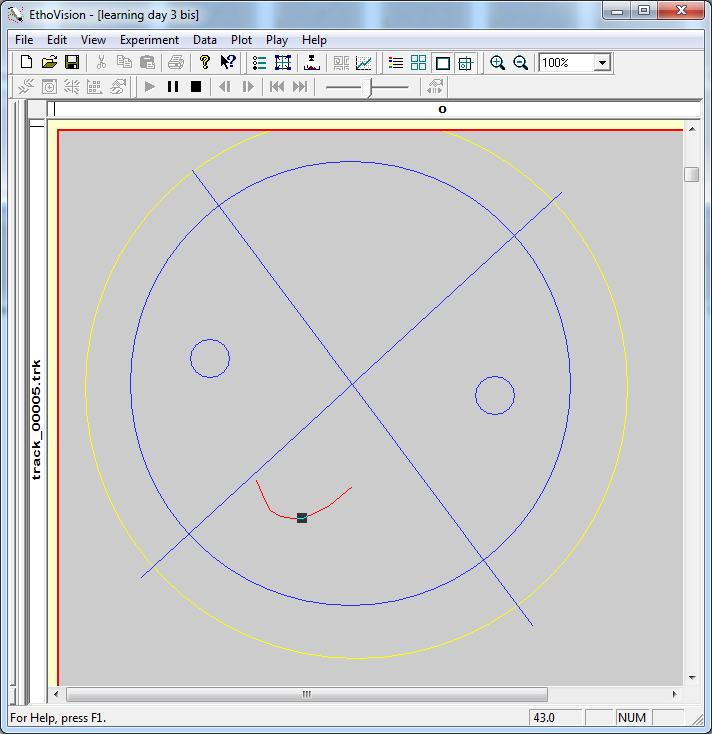 EthoVision - [learning day 3 bis]
File Edit View Experiment Data Plot Play Help
100%
o
track_00005.trk
For Help, press F1.
43.0
NUM